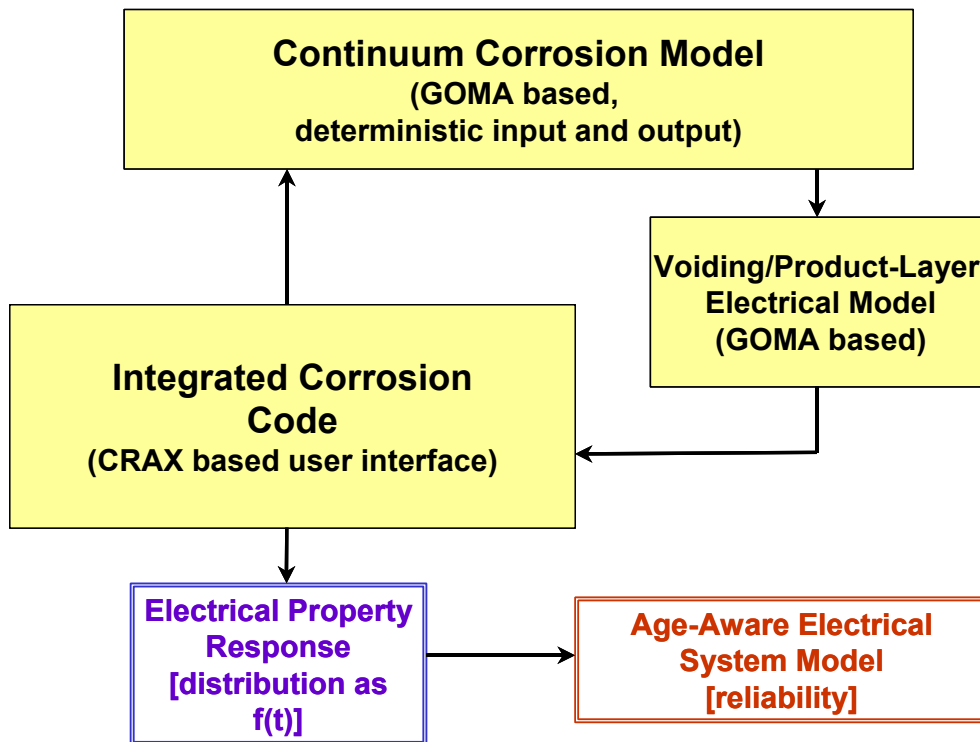 Continuum Corrosion Model
(GOMA based,
deterministic input and output)
Voiding/Product-Layer
Electrical Model
(GOMA based)
Integrated Corrosion
Code
(CRAX based user interface)
Electrical Property
Response
[distribution as
f(t)]
Age-Aware Electrical
System Model
[reliability]